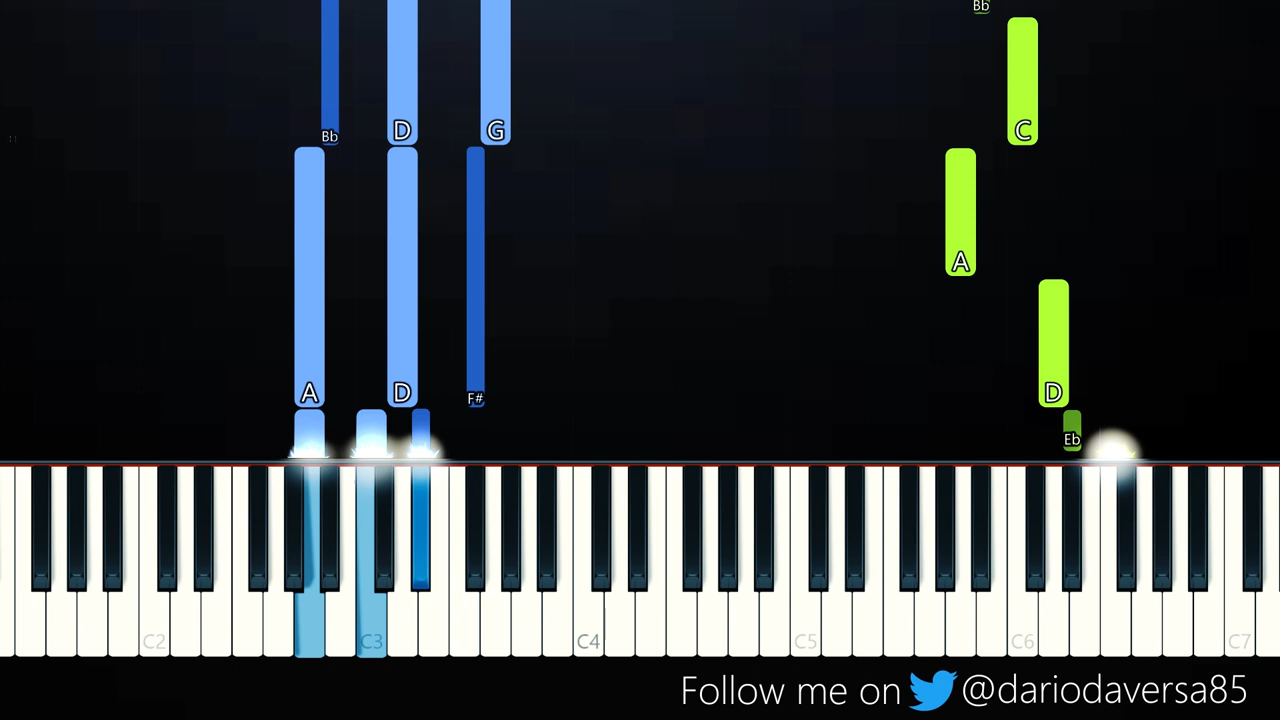 Bb
Bb D G C
A
A D D
F#
Eb
C2 C3 C4 C5 C6 C7
Follow me on @dariodaversa85